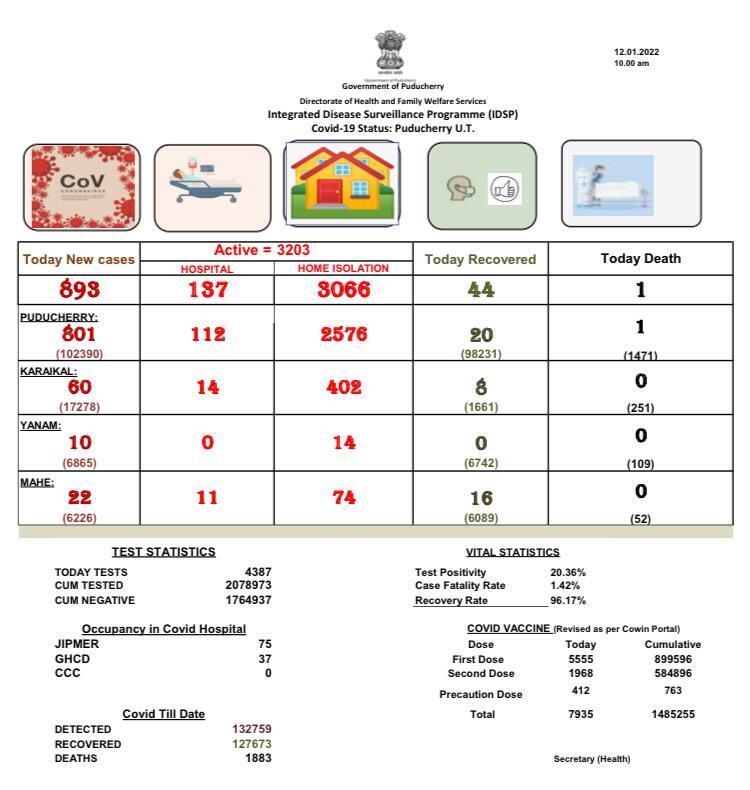 12.01.2022
10.00 am
Government of Puducherry
Directorate of Health and Family Welfare Services
Integrated Disease Surveillance Programme (IDSP)
Covid-19 Status: Puducherry U.T.
CoV
CORONAVIRUS
Today New cases Active = 3203 Today Recovered Today Death
HOSPITAL HOME ISOLATION
893 137 3066 44 1
PUDUCHERRY:
801 112 2576 20 1
(102390) (98231) (1471)
KARAIKAL:
60 14 402 8 0
(17278) (1661) (251)
YANAM:
10 0 14 0 0
(6865) (6742) (109)
MAHE:
22 11 74 16 0
(6226) (6089) (52)
TEST STATISTICS
TODAY TESTS 4387
CUM TESTED 2078973
CUM NEGATIVE 1764937
VITAL STATISTICS
Test Positivity 20.36%
Case Fatality Rate 1.42%
Recovery Rate 96.17%
Occupancy in Covid Hospital
JIPMER 75
GHCD 37
CCC 0
COVID VACCINE (Revised as per Cowin Portal)
Dose Today Cumulative
First Dose 5555 899596
Second Dose 1968 584896
Precaution Dose 412 763
Total 7935 1485255
Covid Till Date
DETECTED 132759
RECOVERED 127673
DEATHS 1883
Secretary (Health)